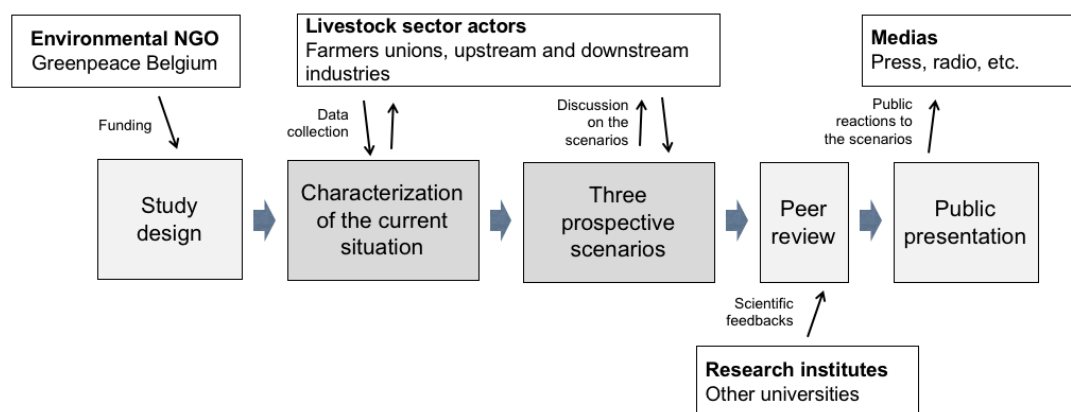 Environmental NGO
Greenpeace Belgium
Livestock sector actors
Farmers unions, upstream and downstream
industries
Medias
Press, radio, etc.
Funding
Data
collection
Discussion
on the
scenarios
Public
reactions to
the scenarios
Study
design
Characterization
of the current
situation
Three
prospective
scenarios
Peer
review
Public
presentation
Scientific
feedbacks
Research institutes
Other universities